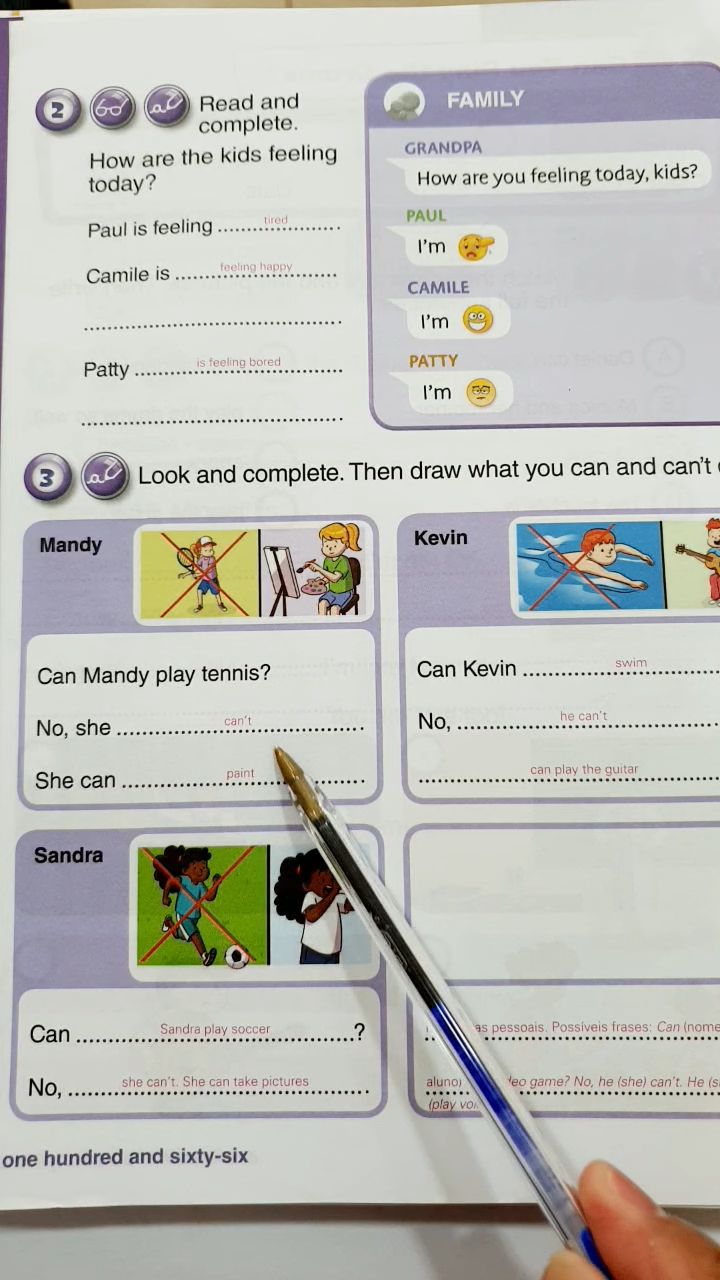 2 Read and
complete.
How are the kids feeling
today?
Paul is feeling tired
Camile is feeling happy
Patty is feeling bored
FAMILY
GRANDPA
How are you feeling today, kids?
PAUL
I'm
CAMILE
I'm
PATTY
I'm
3 Look and complete. Then draw what you can and can't
Mandy
Can Mandy play tennis?
No, she can't
She can paint
Kevin
Can Kevin swim
No, he can't
can play the guitar
Sandra
Can Sandra play soccer ?
No, she can't. She can take pictures
as pessoais. Possíveis frases: Can (nome
aluno) game? No, he (she) can't. He
(play
one hundred and sixty-six